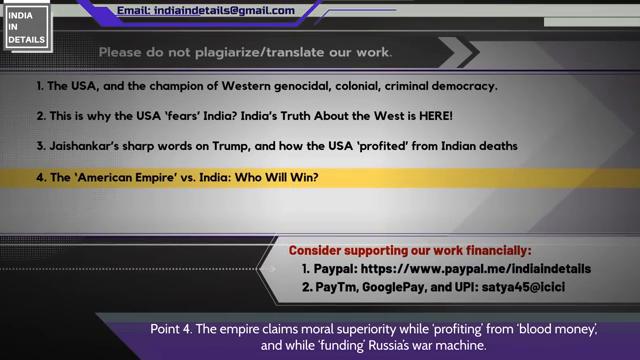 INDIA
IN
DETAILS
Email: indiaindetails@gmail.com
Please do not plagiarize/translate our work.
1. The USA, and the champion of Western genocidal, colonial, criminal democracy.
2. This is why the USA ‘fears’ India? India’s Truth About the West is HERE!
3. Jaishankar’s sharp words on Trump, and how the USA ‘profited’ from Indian deaths
4. The ‘American Empire’ vs. India: Who Will Win?
Consider supporting our work financially:
1. Paypal: https://www.paypal.me/indiaindetails
2. PayTm, GooglePay, and UPI: satya45@icici
Point 4. The empire claims moral superiority while ‘profiting’ from ‘blood money’,
and while ‘funding’ Russia’s war machine.